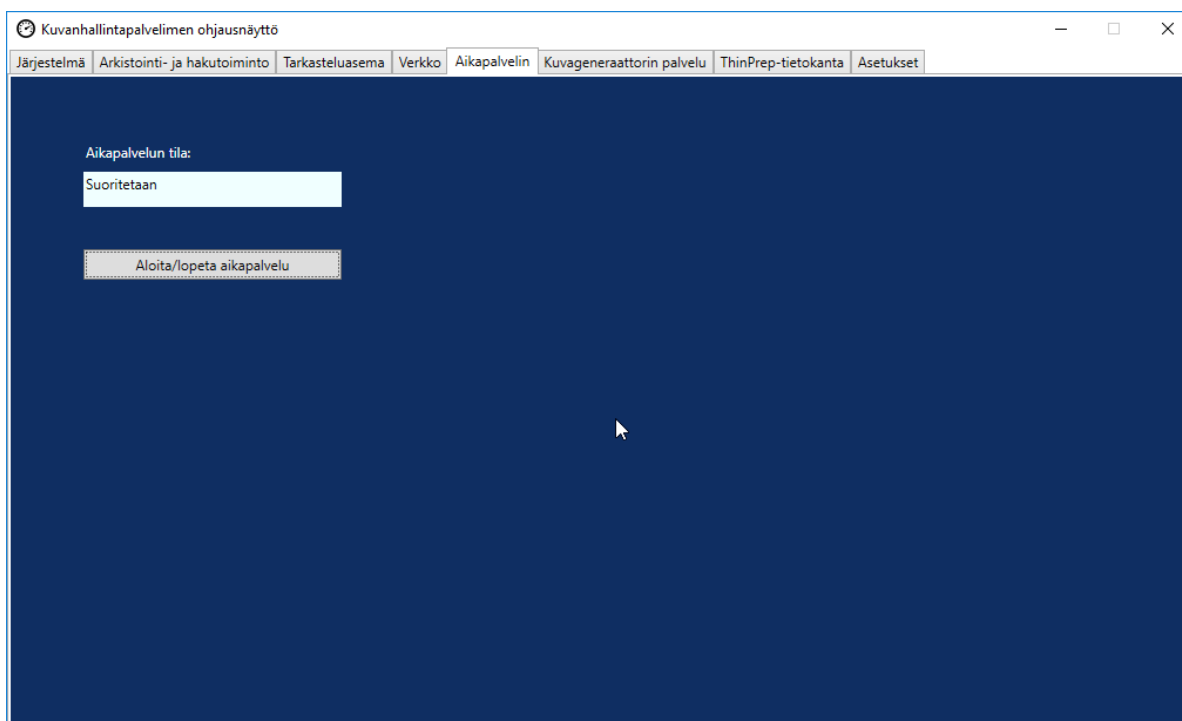 Kuvanhallintapalvelimen ohjausnäyttö
Järjestelmä Arkistointi- ja hakutoiminto Tarkasteluasema Verkko Aikapalvelin Kuvageneraattorin palvelu ThinPrep-tietokanta Asetukset
Aikapalvelun tila:
Suoritetaan
Aloita/lopeta aikapalvelu